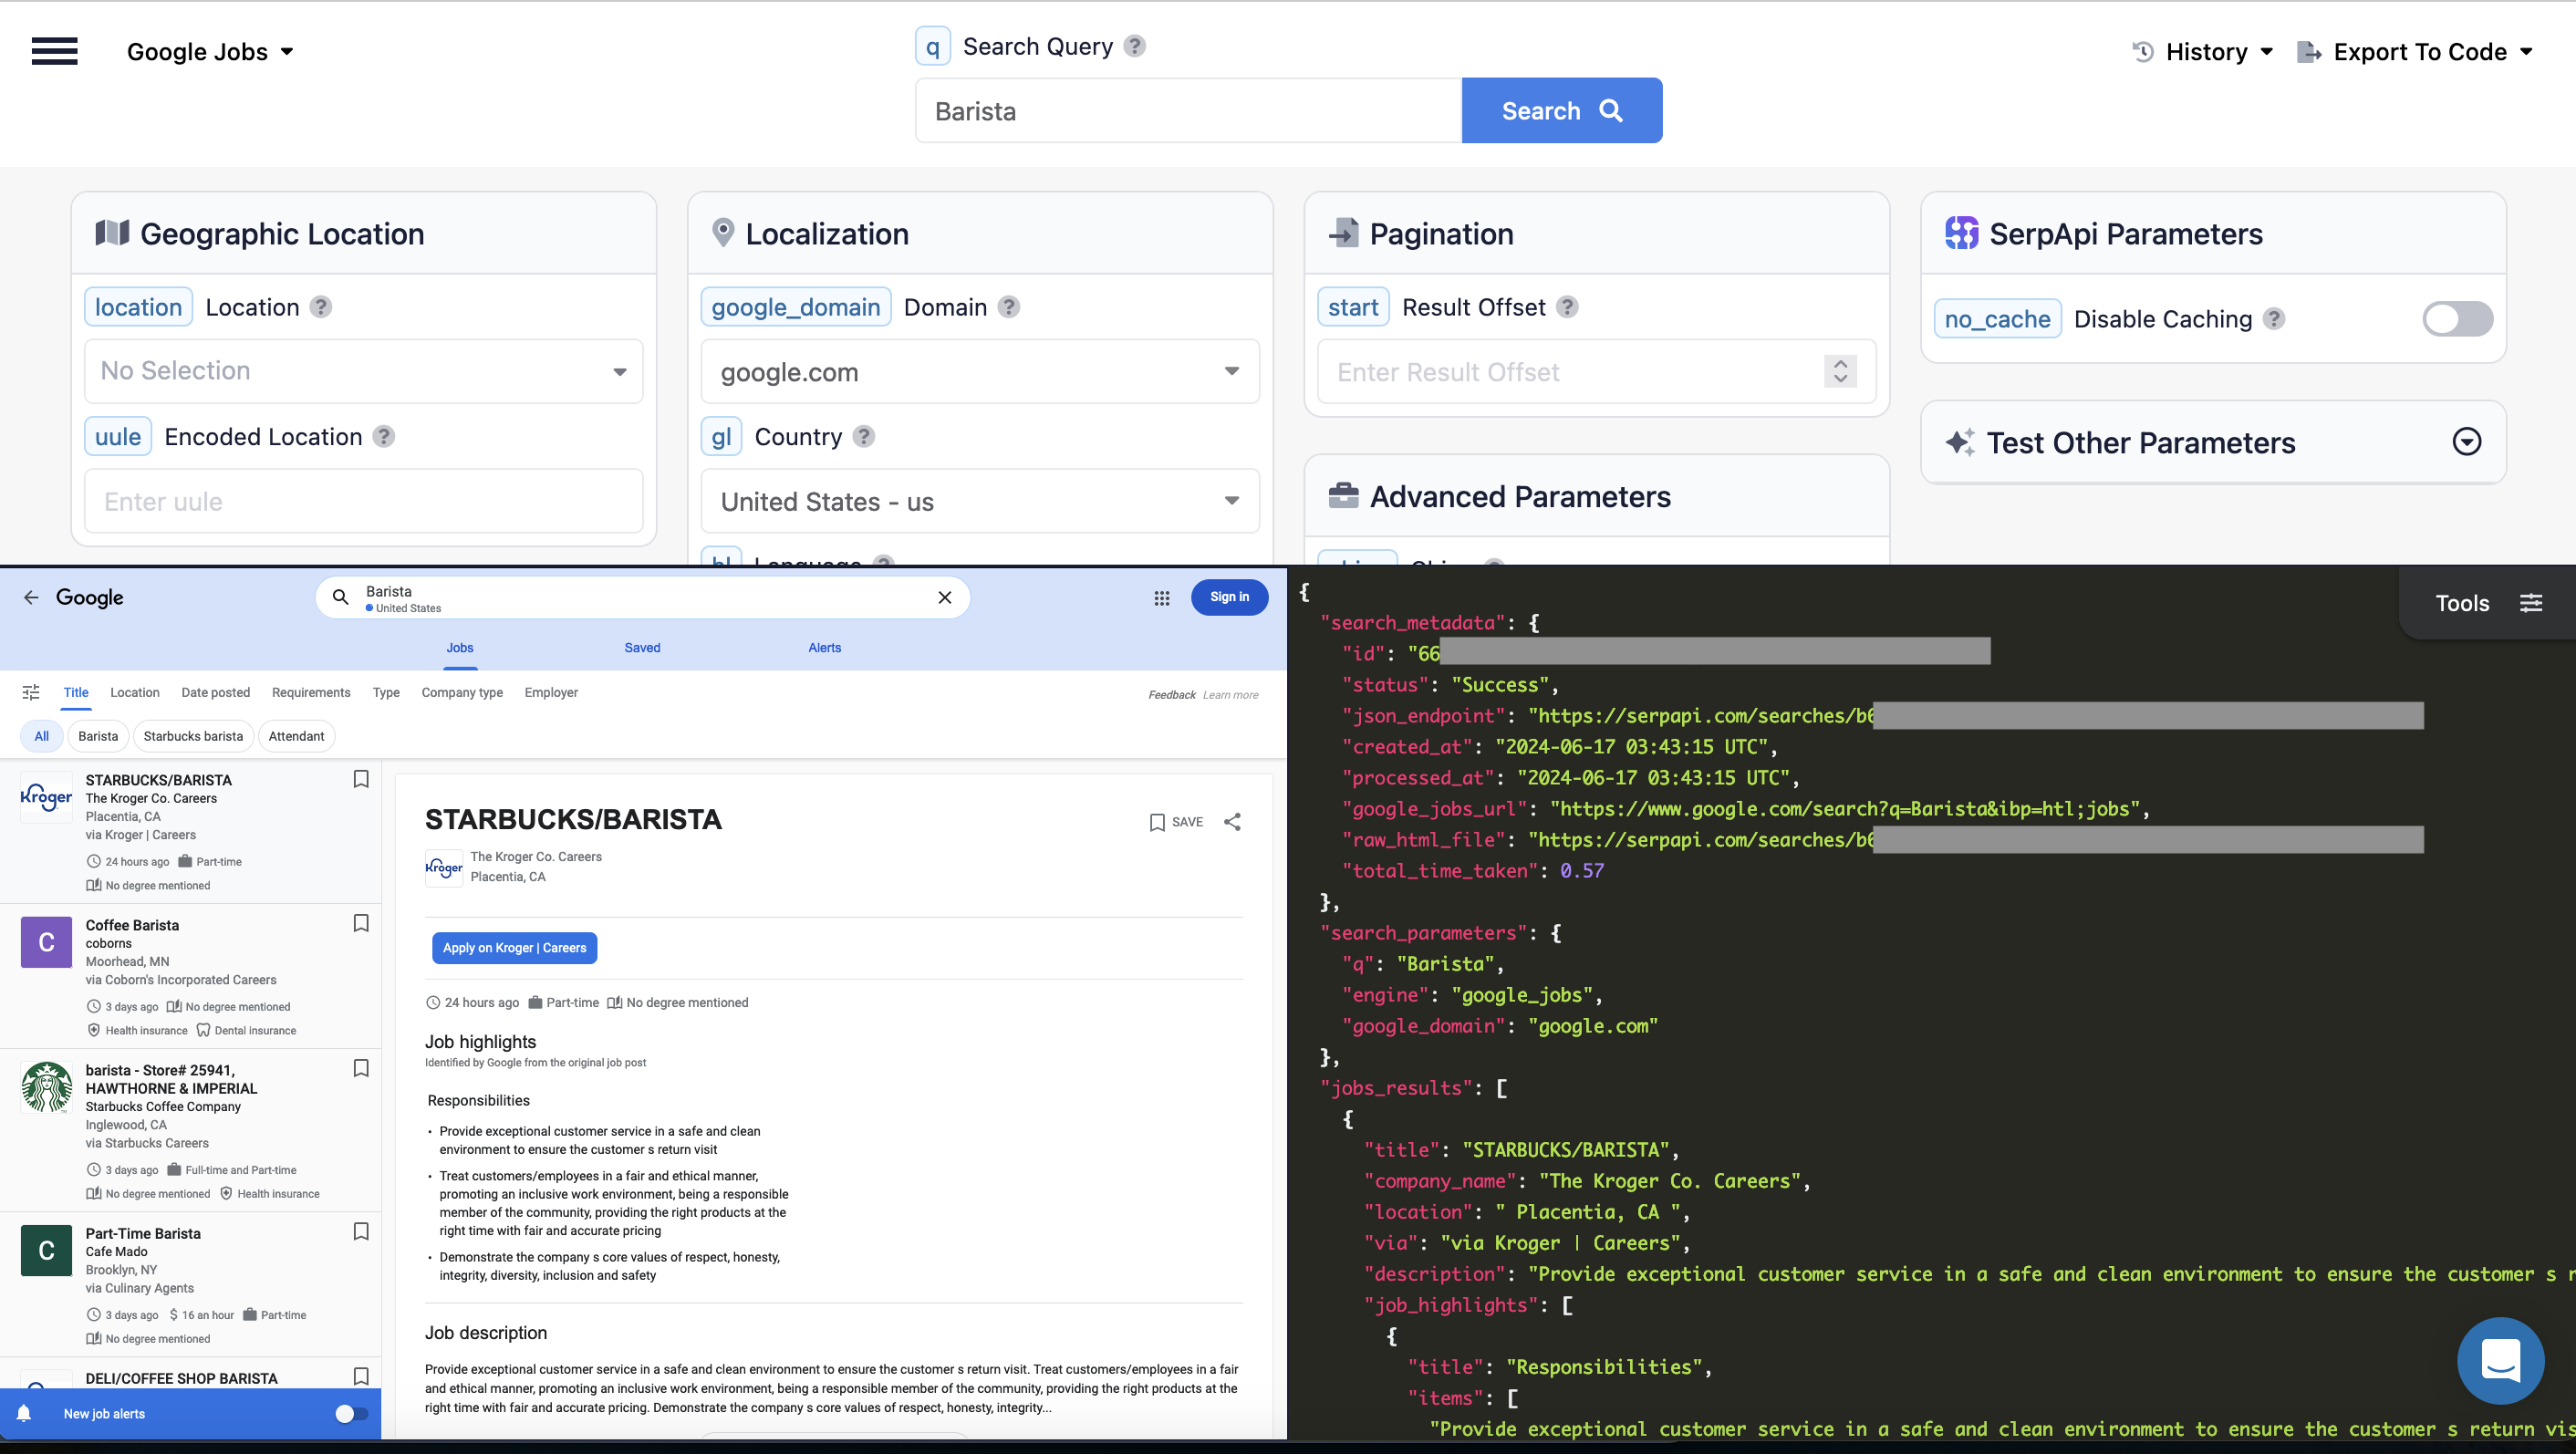 Google Jobs
q Search Query ?
Barista
Search
History
Export To Code
Geographic Location
location Location ?
No Selection
uule Encoded Location ?
Enter uule
Localization
google_domain Domain ?
google.com
gl Country ?
United States - us
hl Language ?
Pagination
start Result Offset ?
Enter Result Offset
Advanced Parameters
SerpApi Parameters
no_cache Disable Caching ?
Test Other Parameters
Google
Barista
United States
Sign in
Jobs Saved Alerts
Title Location Date posted Requirements Type Company type Employer
Feedback Learn more
All Barista Starbucks barista Attendant
Kroger
STARBUCKS/BARISTA
The Kroger Co. Careers
Placentia, CA
via Kroger | Careers
24 hours ago Part-time
No degree mentioned
C
Coffee Barista
coborns
Moorhead, MN
via Coborn's Incorporated Careers
3 days ago No degree mentioned
Health insurance Dental insurance
barista - Store# 25941,
HAWTHORNE & IMPERIAL
Starbucks Coffee Company
Inglewood, CA
via Starbucks Careers
3 days ago Full-time and Part-time
No degree mentioned Health insurance
C
Part-Time Barista
Cafe Mado
Brooklyn, NY
via Culinary Agents
3 days ago $ 16 an hour Part-time
No degree mentioned
DELI/COFFEE SHOP BARISTA
New job alerts
STARBUCKS/BARISTA
SAVE
Kroger
The Kroger Co. Careers
Placentia, CA
Apply on Kroger | Careers
24 hours ago Part-time No degree mentioned
Job highlights
Identified by Google from the original job post
Responsibilities
• Provide exceptional customer service in a safe and clean
environment to ensure the customer s return visit
• Treat customers/employees in a fair and ethical manner,
promoting an inclusive work environment, being a responsible
member of the community, providing the right products at the
right time with fair and accurate pricing
• Demonstrate the company s core values of respect, honesty,
integrity, diversity, inclusion and safety
Job description
Provide exceptional customer service in a safe and clean environment to ensure the customer s return visit. Treat customers/employees in a fair
and ethical manner, promoting an inclusive work environment, being a responsible member of the community, providing the right products at the
right time with fair and accurate pricing. Demonstrate the company s core values of respect, honesty, integrity...
Tools
{
"search_metadata": {
"id": "66
"status": "Success",
"json_endpoint": "https://serpapi.com/searches/b6
"created_at": "2024-06-17 03:43:15 UTC",
"processed_at": "2024-06-17 03:43:15 UTC",
"google_jobs_url": "https://www.google.com/search?q=Barista&ibp=htl;jobs",
"raw_html_file": "https://serpapi.com/searches/b6
"total_time_taken": 0.57
},
"search_parameters": {
"q": "Barista",
"engine": "google_jobs",
"google_domain": "google.com"
},
"jobs_results": [
{
"title": "STARBUCKS/BARISTA",
"company_name": "The Kroger Co. Careers",
"location": " Placentia, CA ",
"via": "via Kroger | Careers",
"description": "Provide exceptional customer service in a safe and clean environment to ensure the customer s r
"job_highlights": [
{
"title": "Responsibilities",
"items": [
"Provide exceptional customer service in a safe and clean environment to ensure the customer s return vis